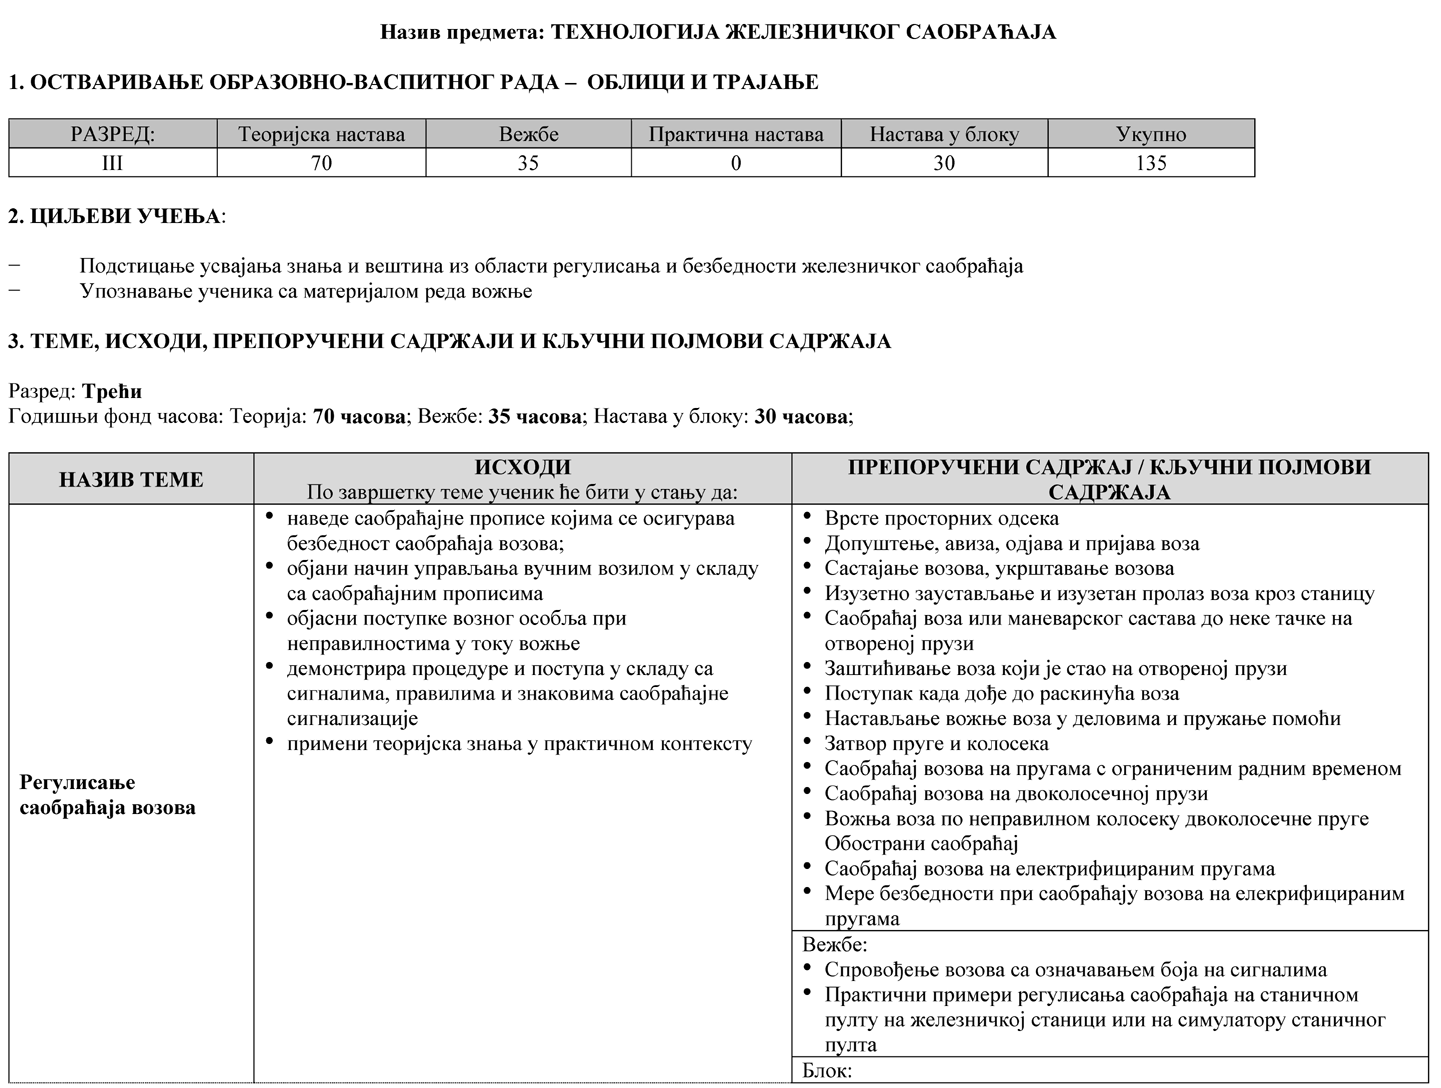 Назив предмета: ТЕХНОЛОГИЈА ЖЕЛЕЗНИЧКОГ САОБРАЋАЈА
1. ОСТВАРИВАЊЕ ОБРАЗОВНО-ВАСПИТНОГ РАДА – ОБЛИЦИ И ТРАЈАЊЕ
РАЗРЕД: Теоријска настава Вежбе Практична настава Настава у блоку Укупно
III 70 35 0 30 135
2. ЦИЉЕВИ УЧЕЊА:
– Подстицање усвајања знања и вештина из области регулисања и безбедности железничког саобраћаја
– Упознавање ученика са материјалом реда вожње
3. ТЕМЕ, ИСХОДИ, ПРЕПОРУЧЕНИ САДРЖАЈИ И КЉУЧНИ ПОЈМОВИ САДРЖАЈА
Разред: Трећи
Годишњи фонд часова: Теорија: 70 часова; Вежбе: 35 часова; Настава у блоку: 30 часова;
НАЗИВ ТЕМЕ
ИСХОДИ
По завршетку теме ученик ће бити у стању да:
ПРЕПОРУЧЕНИ САДРЖАЈ / КЉУЧНИ ПОЈМОВИ
САДРЖАЈА
Регулисање
саобраћаја возова
• наведе саобраћајне прописе којима се осигурава
безбедност саобраћаја возова;
• објани начин управљања вучним возилом у складу
са саобраћајним прописима
• објасни поступке возног особља при
неправилностима у току вожње
• демонстрира процедуре и поступа у складу са
сигналима, правилима и знаковима саобраћајне
сигнализације
• примени теоријска знања у практичном контексту
• Врсте просторних одсека
• Допуштење, авиза, одјава и пријава воза
• Састајање возова, укрштавање возова
• Изузетно заустављање и изузетан пролаз воза кроз станицу
• Саобраћај воза или маневарског састава до неке тачке на
отвореној прузи
• Заштићивање воза који је стао на отвореној прузи
• Поступак када дође до раскинућа воза
• Настављање вожње воза у деловима и пружање помоћи
• Затвор пруге и колосека
• Саобраћај возова на пругама с ограниченим радним временом
• Саобраћај возова на двоколосечној прузи
• Вожња воза по неправилном колосеку двоколосечне пруге
Обострани саобраћај
• Саобраћај возова на електрифицираним пругама
• Мере безбедности при саобраћају возова на елекрифицираним
пругама
Вежбе:
• Спровођење возова са означавањем боја на сигналима
• Практични примери регулисања саобраћаја на станичном
пулту на железничкој станици или на симулатору станичног
пулта
Блок: